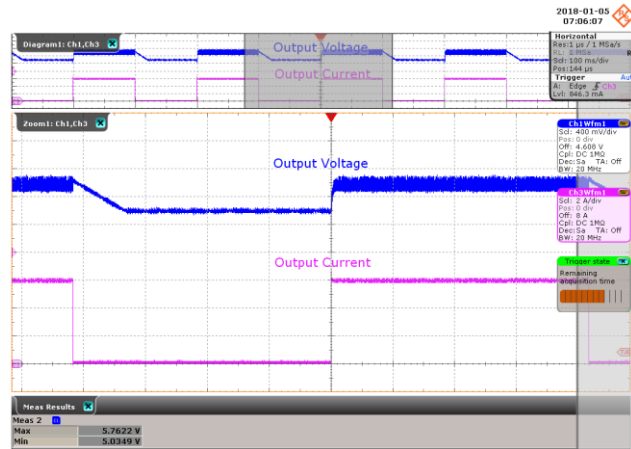 2018-01-05
07:06:07
Diagram1: Ch1,Ch3
Output Voltage
Output Current
Horizontal
Res:1 µs / 1 MSa/s
Scl:100 ms/div
Pos:144 µs
Trigger Aut
A: Edge Ch3
Lvl: 846.3 mA
Zoom1: Ch1,Ch3
Output Voltage
Output Current
Ch1Wfm1
Scl: 400 mV/div
Pos: 0 div
Off: 4.608 V
Cpl: DC 1MΩ
Dec:Sa TA: Off
BW: 20 MHz
Ch3Wfm1
Scl: 2 A/div
Pos: 0 div
Off: 8 A
Cpl: DC 1MΩ
Dec:Sa TA: Off
BW: 20 MHz
Trigger state
Remaining
acquisition time
Meas Results
Meas 2
Max 5.7622 V
Min 5.0349 V